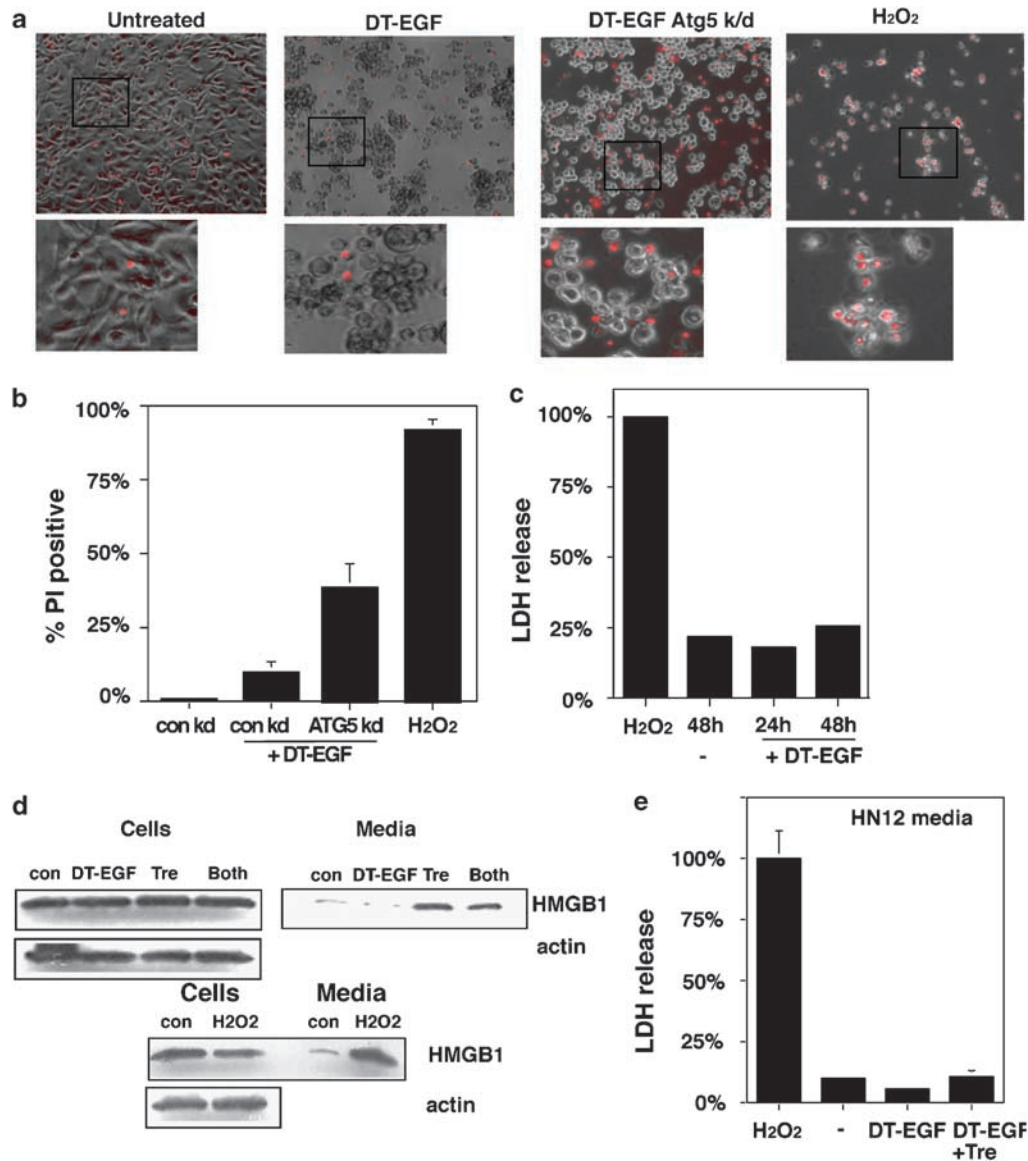 a
Untreated
DT-EGF
DT-EGF Atg5 k/d
H2O2
b
100%
75%
50%
25%
0%
% PI positive
con kd
con kd
ATG5 kd
H2O2
+ DT-EGF
c
100%
75%
50%
25%
0%
LDH release
H2O2
48h
24h
48h
-
+ DT-EGF
d
Cells
Media
con DT-EGF Tre Both
con DT-EGF Tre Both
HMGB1
actin
Cells
Media
con H2O2
con H2O2
HMGB1
actin
e
HN12 media
100%
75%
50%
25%
0%
LDH release
H2O2
-
DT-EGF
DT-EGF
+Tre